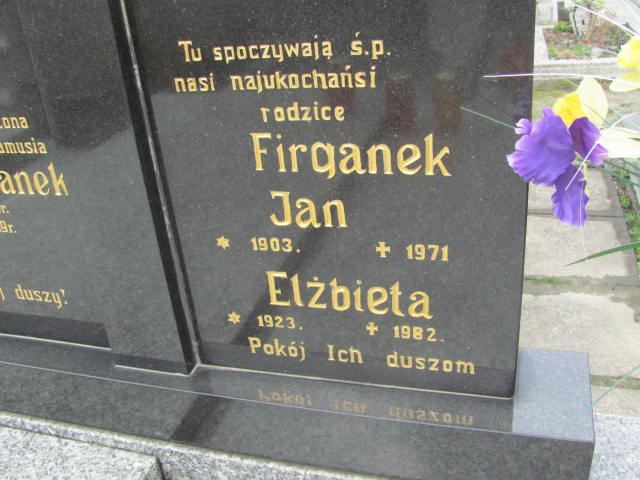 ona
amusia
anek
r.
9r.
j duszy!
Tu spoczywają ś.p.
nasi najukochańsi
rodzice
Firganek
Jan
* 1903. + 1971
Elżbieta
* 1923. + 1982.
Pokój Ich duszom